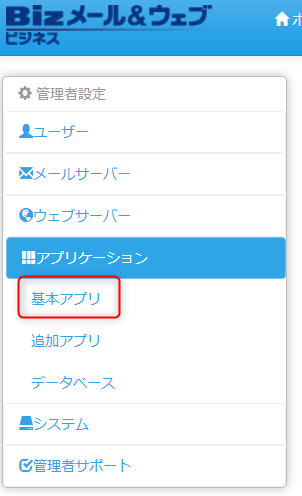 Bizメール&ウェブ
ビジネス
管理者設定
ユーザー
メールサーバー
ウェブサーバー
アプリケーション
基本アプリ
追加アプリ
データベース
システム
管理者サポート